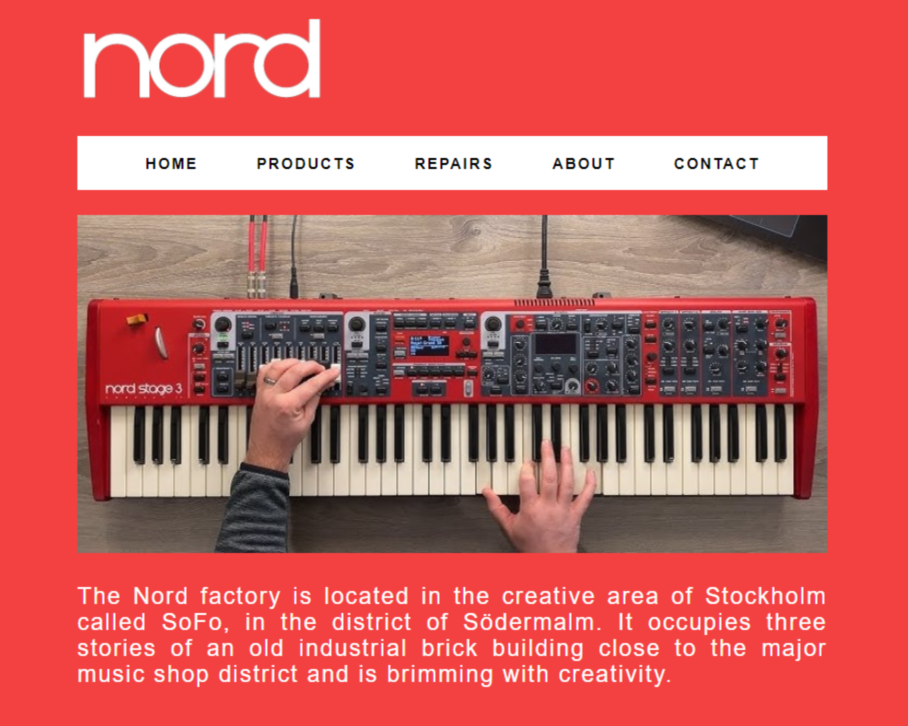 nord
HOME PRODUCTS REPAIRS ABOUT CONTACT
nord stage 3
The Nord factory is located in the creative area of Stockholm
called SoFo, in the district of Södermalm. It occupies three
stories of an old industrial brick building close to the major
music shop district and is brimming with creativity.